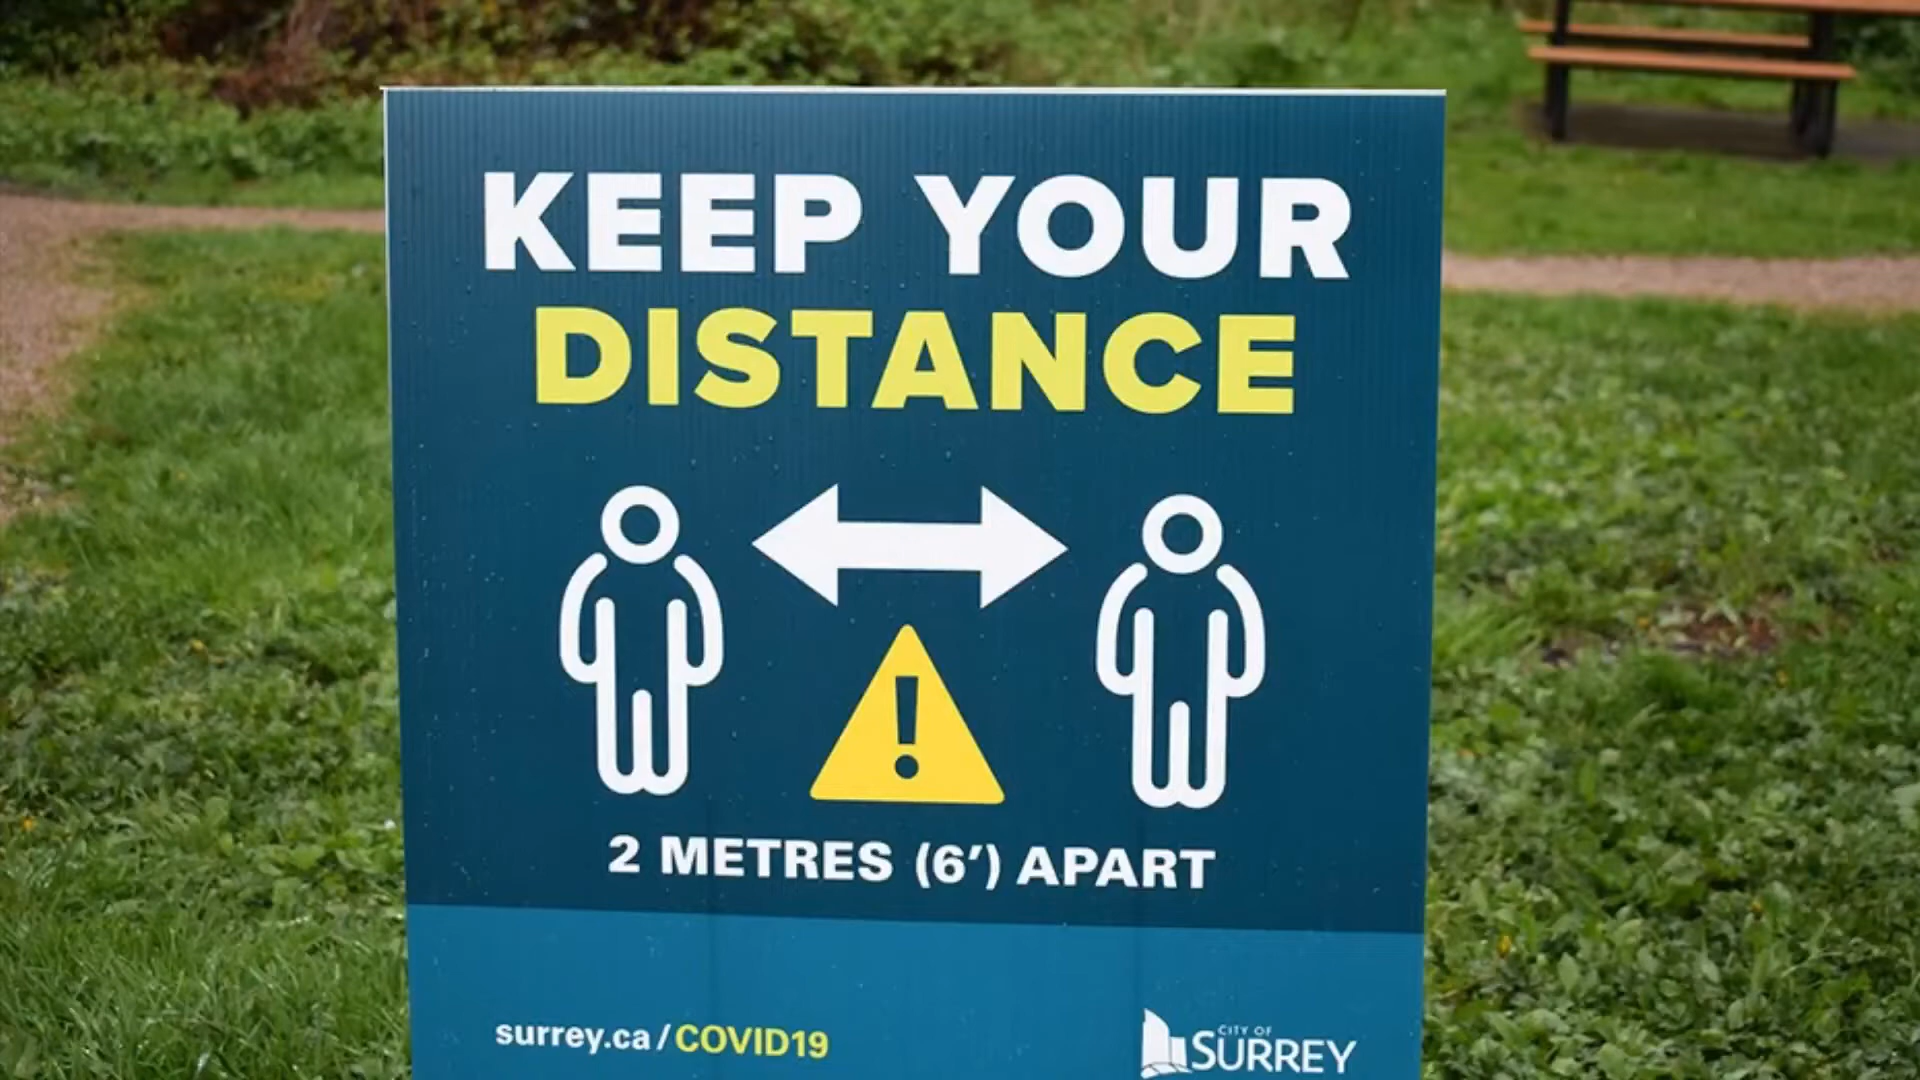 KEEP YOUR
DISTANCE
!
2 METRES (6′) APART
surrey.ca/COVID19
CITY OF
SURREY